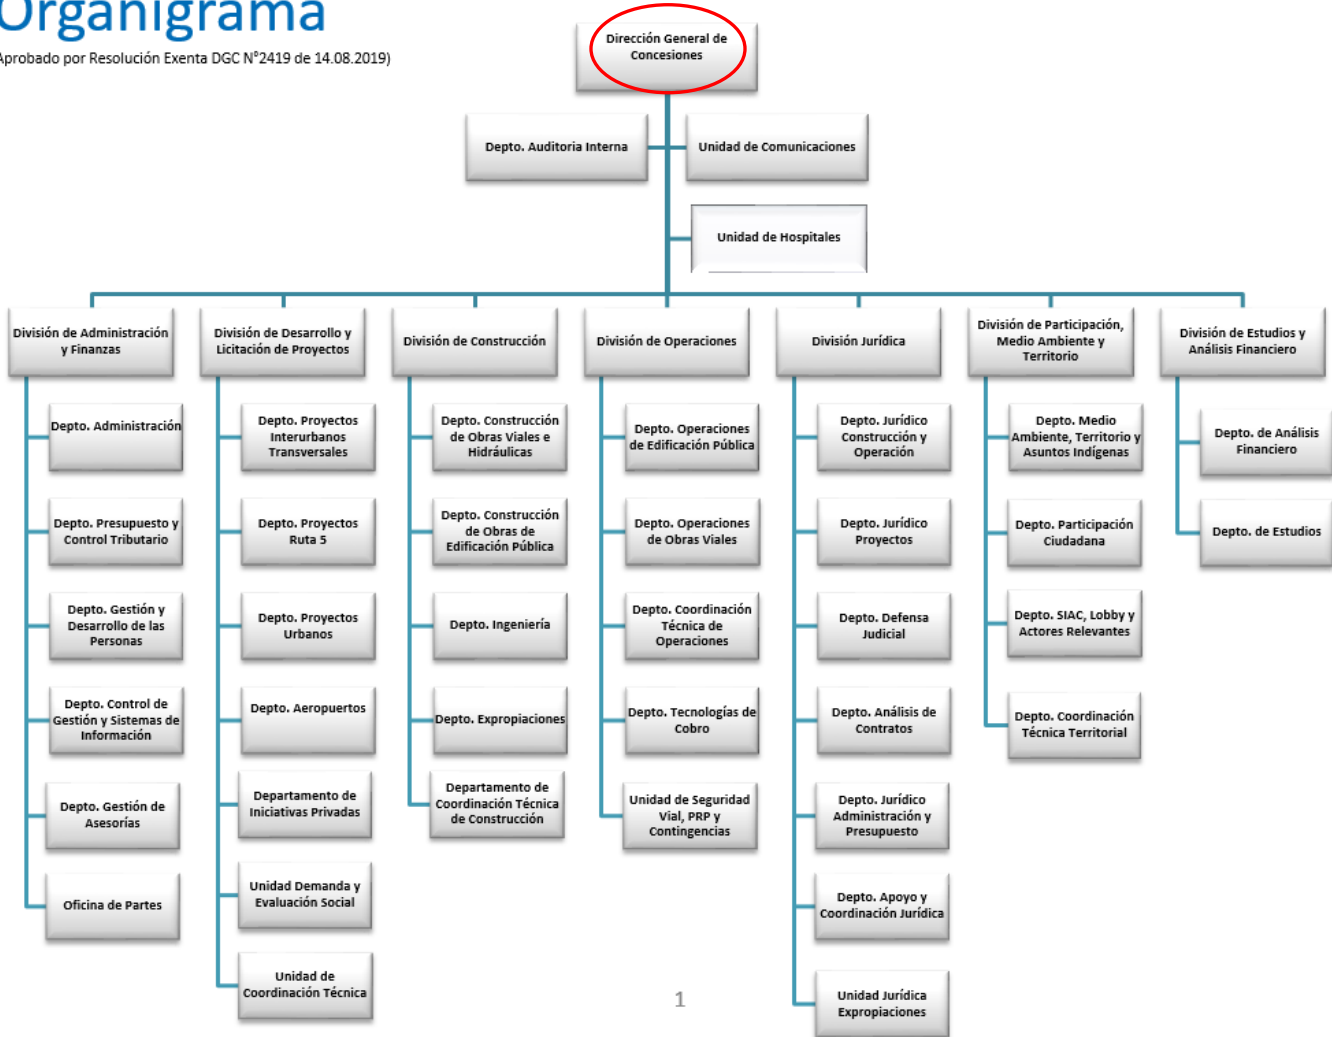 Organigrama
Aprobado por Resolución Exenta DGC N°2419 de 14.08.2019)
Dirección General de
Concesiones
Depto. Auditoria Interna
Unidad de Comunicaciones
Unidad de Hospitales
División de Administración
y Finanzas
División de Desarrollo y
Licitación de Proyectos
División de Construcción
División de Operaciones
División Jurídica
División de Participación,
Medio Ambiente y
Territorio
División de Estudios y
Análisis Financiero
Depto. Administración
Depto. Presupuesto y
Control Tributario
Depto. Gestión y
Desarrollo de las
Personas
Depto. Control de
Gestión y Sistemas de
Información
Depto. Gestión de
Asesorías
Oficina de Partes
Depto. Proyectos
Interurbanos
Transversales
Depto. Proyectos
Ruta 5
Depto. Proyectos
Urbanos
Depto. Aeropuertos
Departamento de
Iniciativas Privadas
Unidad Demanda y
Evaluación Social
Unidad de
Coordinación Técnica
Depto. Construcción
de Obras Viales e
Hidráulicas
Depto. Construcción
de Obras de
Edificación Pública
Depto. Ingeniería
Depto. Expropiaciones
Departamento de
Coordinación Técnica
de Construcción
Depto. Operaciones
de Edificación Pública
Depto. Operaciones
de Obras Viales
Depto. Coordinación
Técnica de
Operaciones
Depto. Tecnologías de
Cobro
Unidad de Seguridad
Vial, PRP y
Contingencias
Depto. Jurídico
Construcción y
Operación
Depto. Jurídico
Proyectos
Depto. Defensa
Judicial
Depto. Análisis de
Contratos
Depto. Jurídico
Administración y
Presupuesto
Depto. Apoyo y
Coordinación Jurídica
Unidad Jurídica
Expropiaciones
Depto. Medio
Ambiente, Territorio y
Asuntos Indígenas
Depto. Participación
Ciudadana
Depto. SIAC, Lobby y
Actores Relevantes
Depto. Coordinación
Técnica Territorial
Depto. de Análisis
Financiero
Depto. de Estudios
1